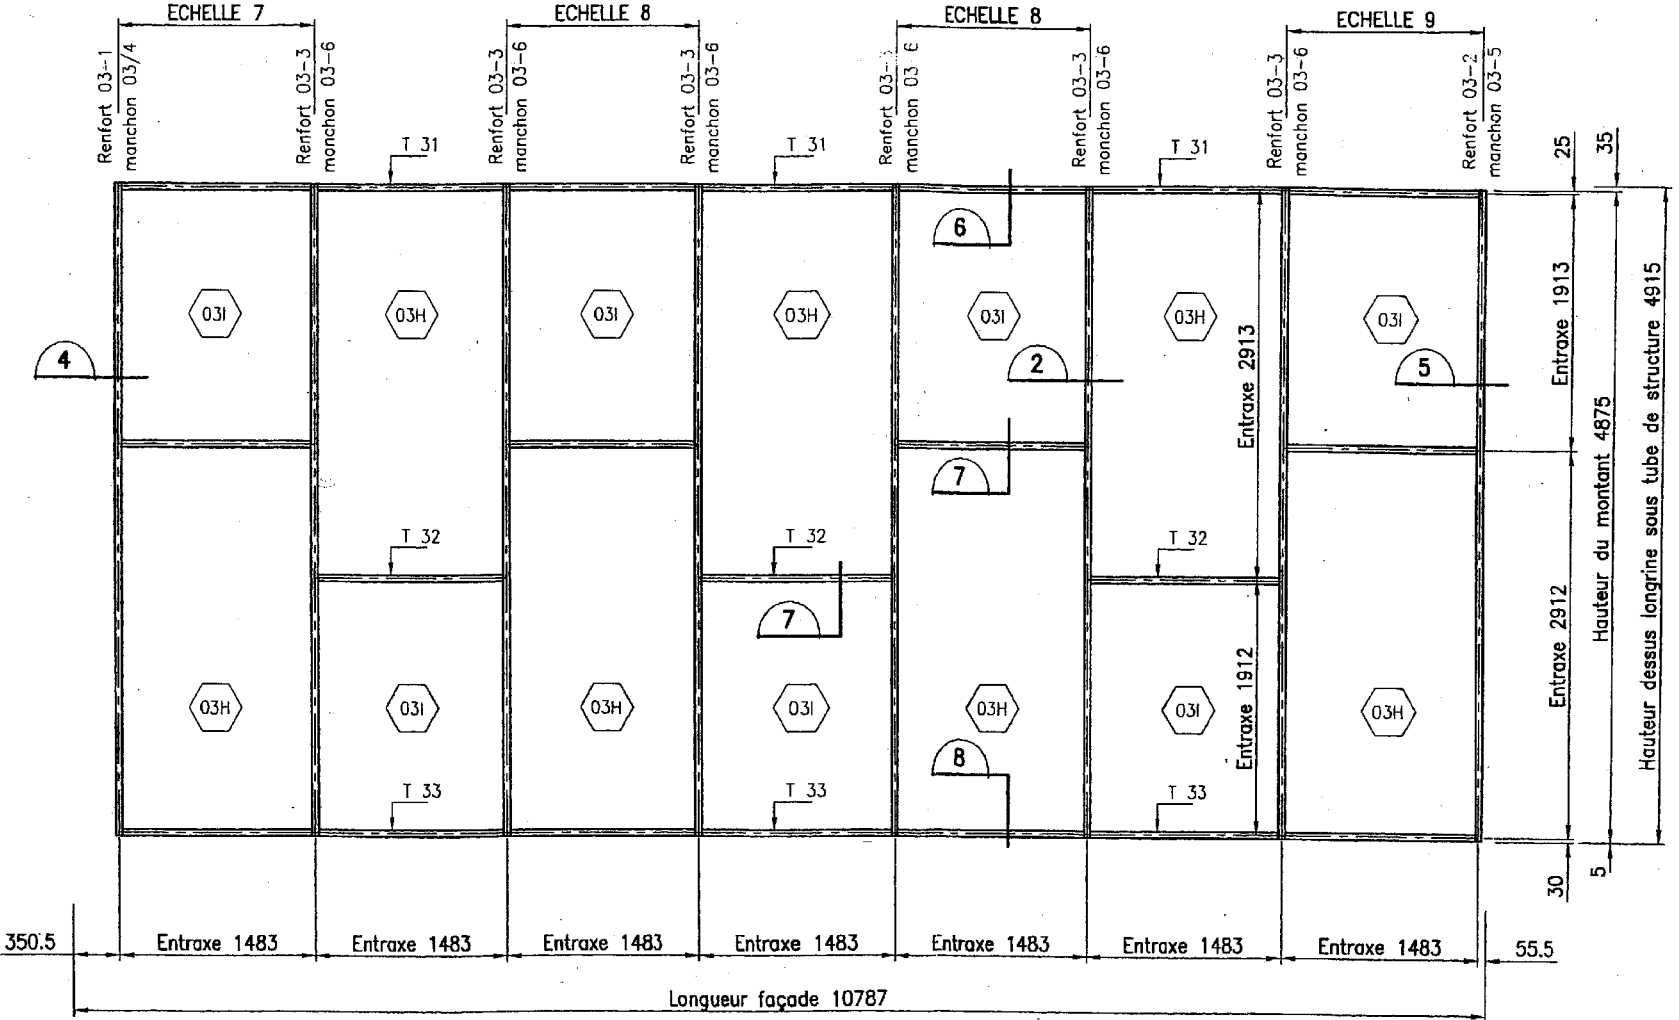 ECHELLE 7
ECHELLE 8
ECHELLE 8
ECHELLE 9
Renfort 03-1
manchon 03/4
Renfort 03-3
manchon 03-6
Renfort 03-3
manchon 03-6
Renfort 03-3
manchon 03-6
manchon 03 6
Renfort 03-3
manchon 03-6
Renfort 03-3
manchon 03-6
Renfort 03-2
manchon 03-5
T 31
T 31
T 31
25
35
6
03I
03H
03I
03H
03I
03H
03I
4
2
5
Entraxe 2913
Entraxe 1913
Hauteur du montant 4875
Hauteur dessus longrine sous tube de structure 4915
7
T 32
T 32
T 32
7
03H
03I
03H
03I
03H
03I
03H
Entraxe 1912
Entraxe 2912
8
T 33
T 33
T 33
30
5
350.5
Entraxe 1483
Entraxe 1483
Entraxe 1483
Entraxe 1483
Entraxe 1483
Entraxe 1483
Entraxe 1483
55.5
Longueur façade 10787